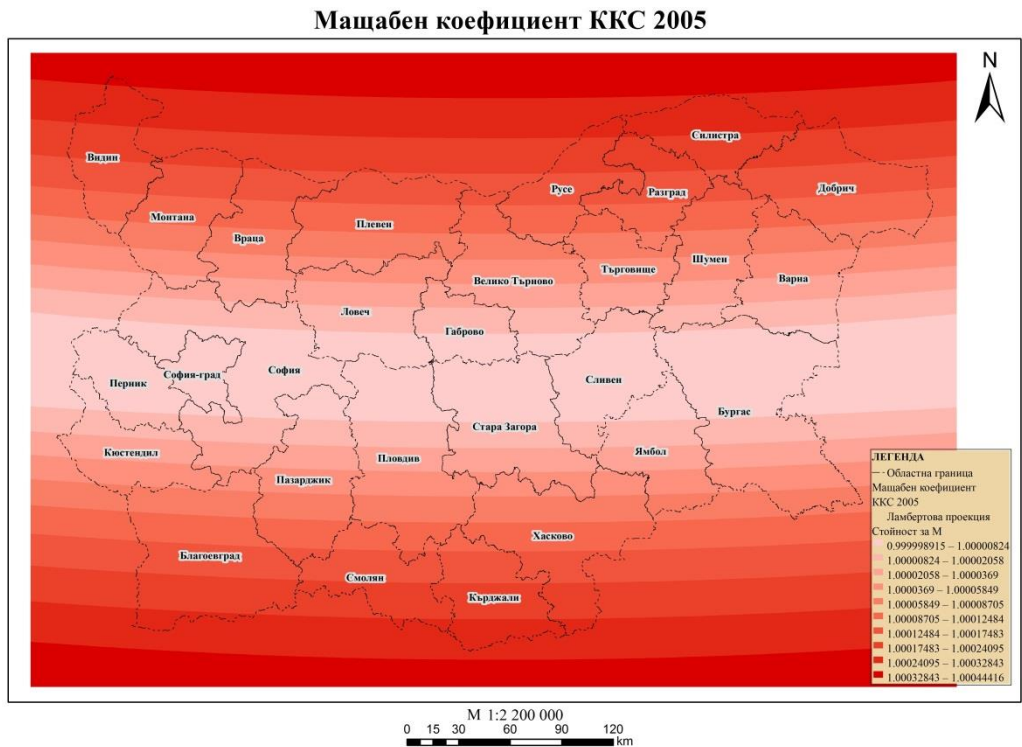 Мащабен коефициент ККС 2005
N
Силистра
Видин
Русе
Разград
Добрич
Монтана
Плевен
Враца
Шумен
Търговище
Велико Търново
Варна
Ловеч
Габрово
София-град
София
Перник
Сливен
Бургас
Стара Загора
Кюстендил
Пловдив
Ямбол
Пазарджик
Хасково
Благоевград
Смолян
Кърджали
ЛЕГЕНДА
Областна граница
Мащабен коефициент
ККС 2005
Ламбертова проекция
Стойност за М
0.999998915 – 1.00000824
1.00000824 – 1.00002058
1.00002058 – 1.0000369
1.0000369 – 1.00005849
1.00005849 – 1.00008705
1.00008705 – 1.00012484
1.00012484 – 1.00017483
1.00017483 – 1.00024095
1.00024095 – 1.00032843
1.00032843 – 1.00044416
М 1:2 200 000
0 15 30 60 90 120
km